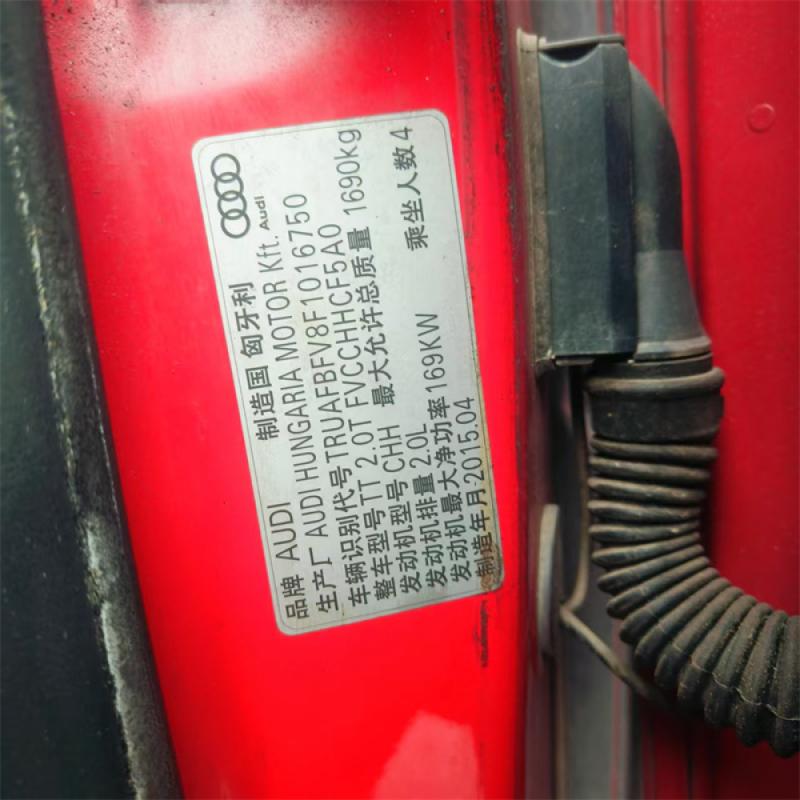 品牌 AUDI 制造国 匈牙利
Audi
生产厂 AUDI HUNGARIA MOTOR Kft.
车辆识别代号 TRUAFBFV8F1016750
整车型号 TT 2.0T FVCCHHCF5A0
发动机型号 CHH 最大允许总质量 1690kg
发动机排量 2.0L
发动机最大净功率 169KW 乘坐人数 4
制造年月 2015.04